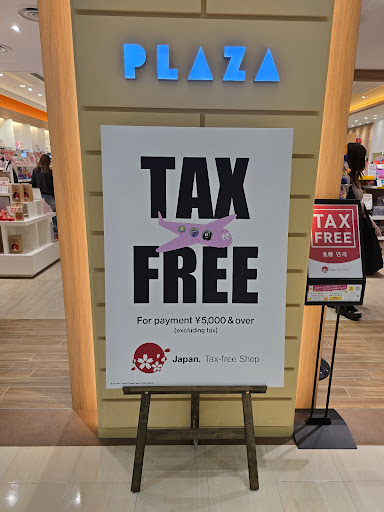 PLAZA
TAX
FREE
For payment ¥5,000 & over
(excluding tax)
Japan. Tax-free Shop
TAX
FREE
免稅 면세